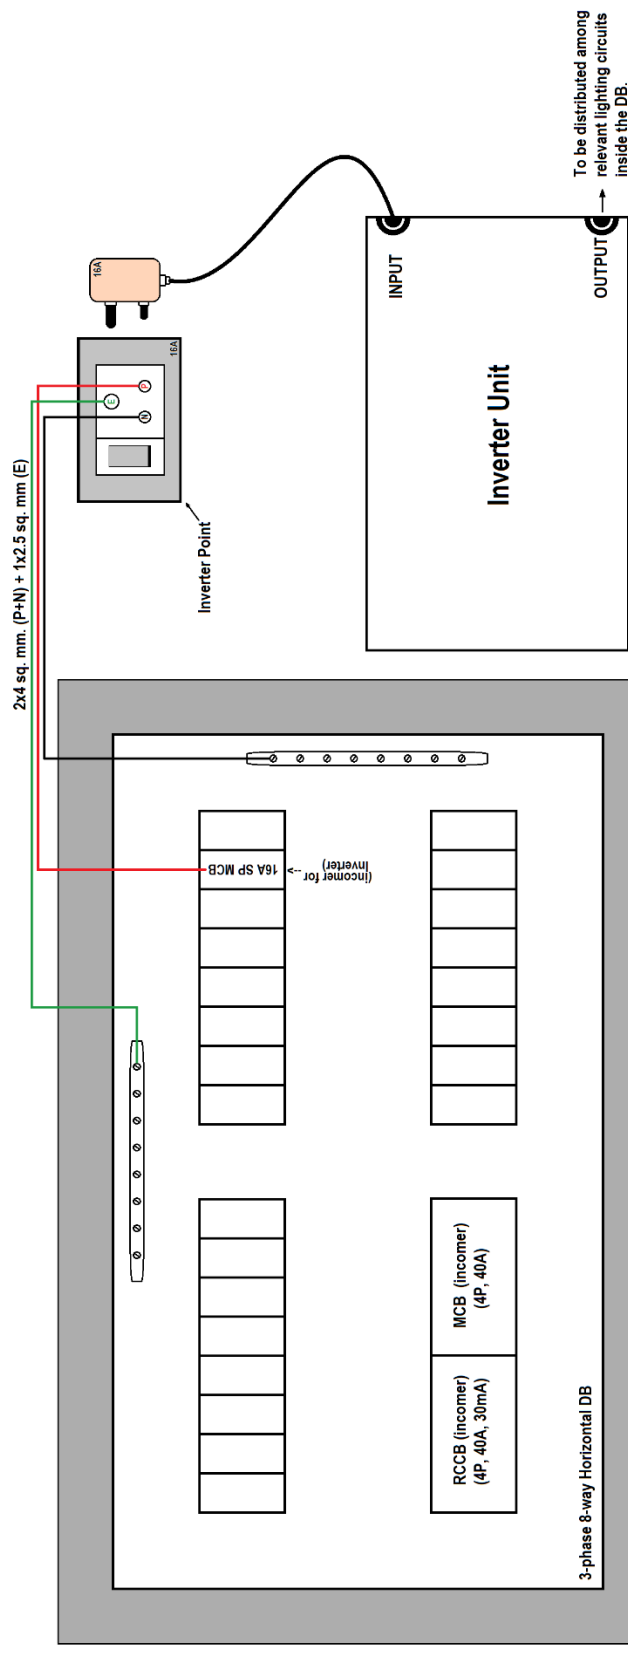 2x4 sq. mm. (P+N) + 1x2.5 sq. mm (E)
16A
E
P
N
16A
Inverter Point
INPUT
OUTPUT
To be distributed among
relevant lighting circuits
inside the DB.
Inverter Unit
16A SP MCB
(incomer for
Inverter)
MCB (incomer)
(4P, 40A)
RCCB (incomer)
(4P, 40A, 30mA)
3-phase 8-way Horizontal DB